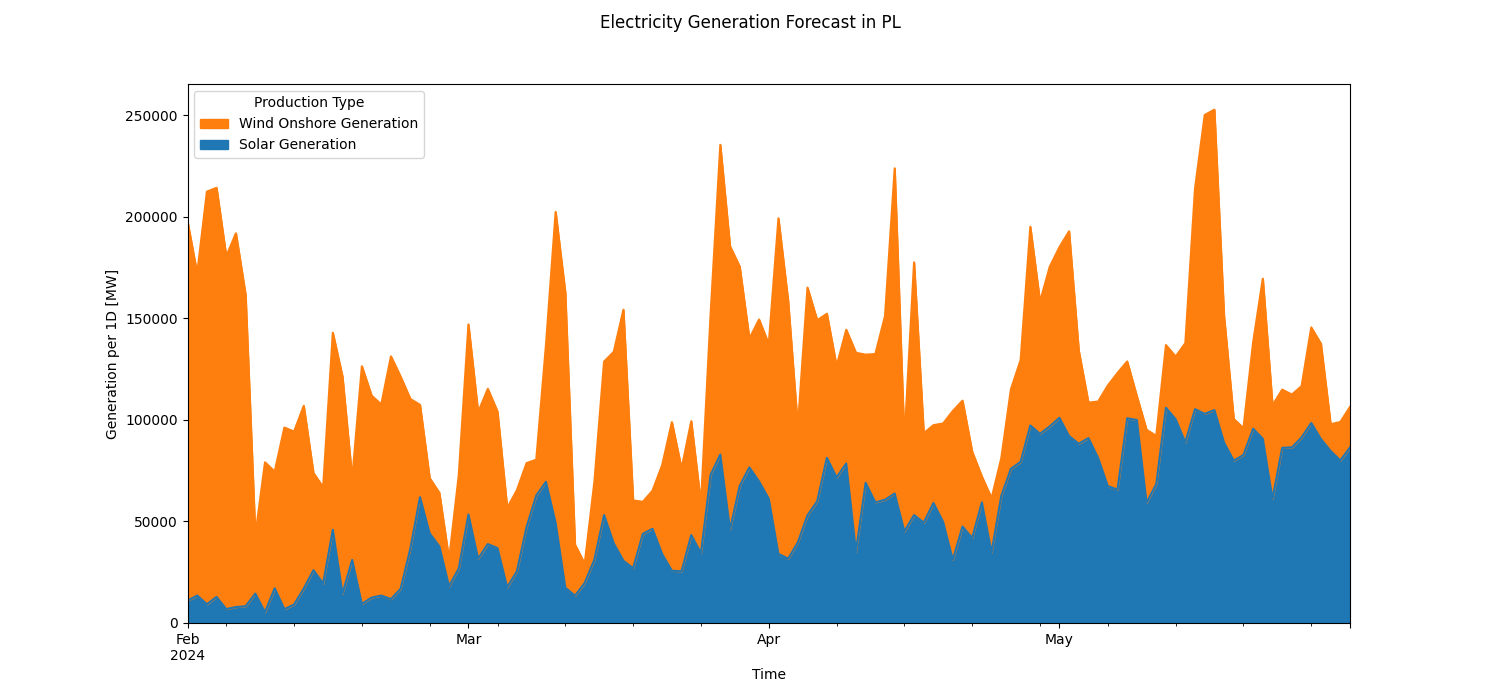 Electricity Generation Forecast in PL
Production Type
Wind Onshore Generation
Solar Generation
250000
200000
150000
100000
50000
0
Generation per 1D [MW]
Feb
2024
Mar
Apr
May
Time